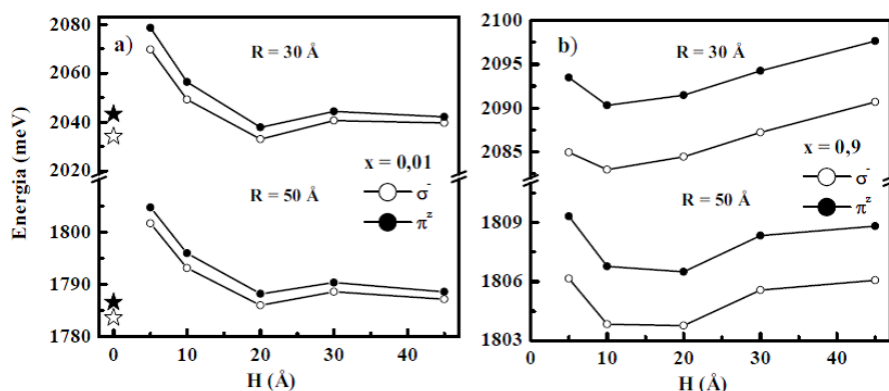 a)
R = 30 Å
x = 0,01
σ⁻
πᶻ
R = 50 Å
Energia (meV)
2080
2060
2040
2020
1800
1790
1780
0 10 20 30 40
H (Å)
b)
R = 30 Å
x = 0,9
σ⁻
πᶻ
R = 50 Å
2100
2095
2090
2085
1809
1806
1803
0 10 20 30 40
H (Å)